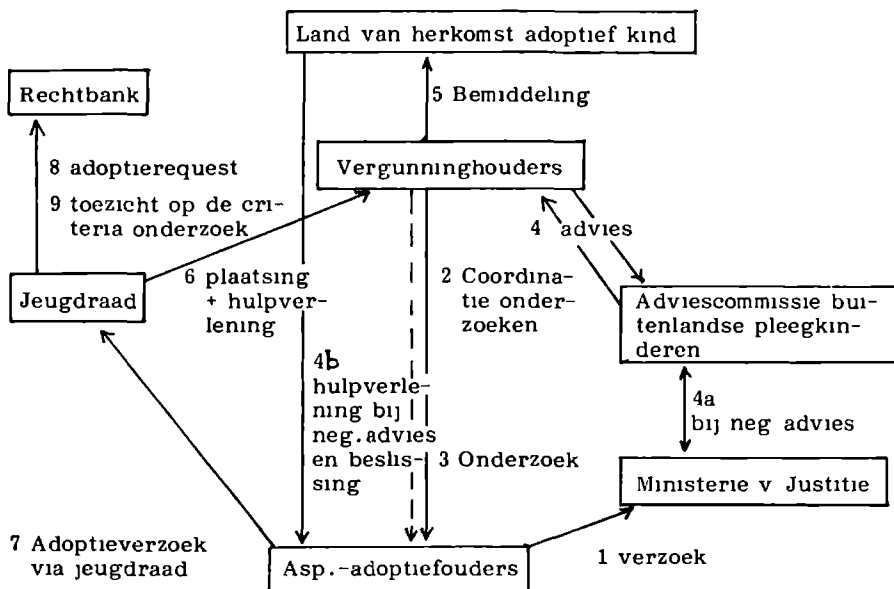 Land van herkomst adoptief kind
Rechtbank
5 Bemiddeling
Vergunninghouders
8 adoptierequest
9 toezicht op de cri-
teria onderzoek
4 advies
Jeugdraad
6 plaatsing
+ hulpver-
lening
2 Coordina-
tie onder-
zoeken
Adviescommissie bui-
tenlandse pleegkin-
deren
4b
hulpverle-
ning bij
neg.advies
en beslis-
sing
4a
bij neg advies
3 Onderzoek
Ministerie v Justitie
7 Adoptieverzoek
via jeugdraad
Asp.-adoptiefouders
1 verzoek